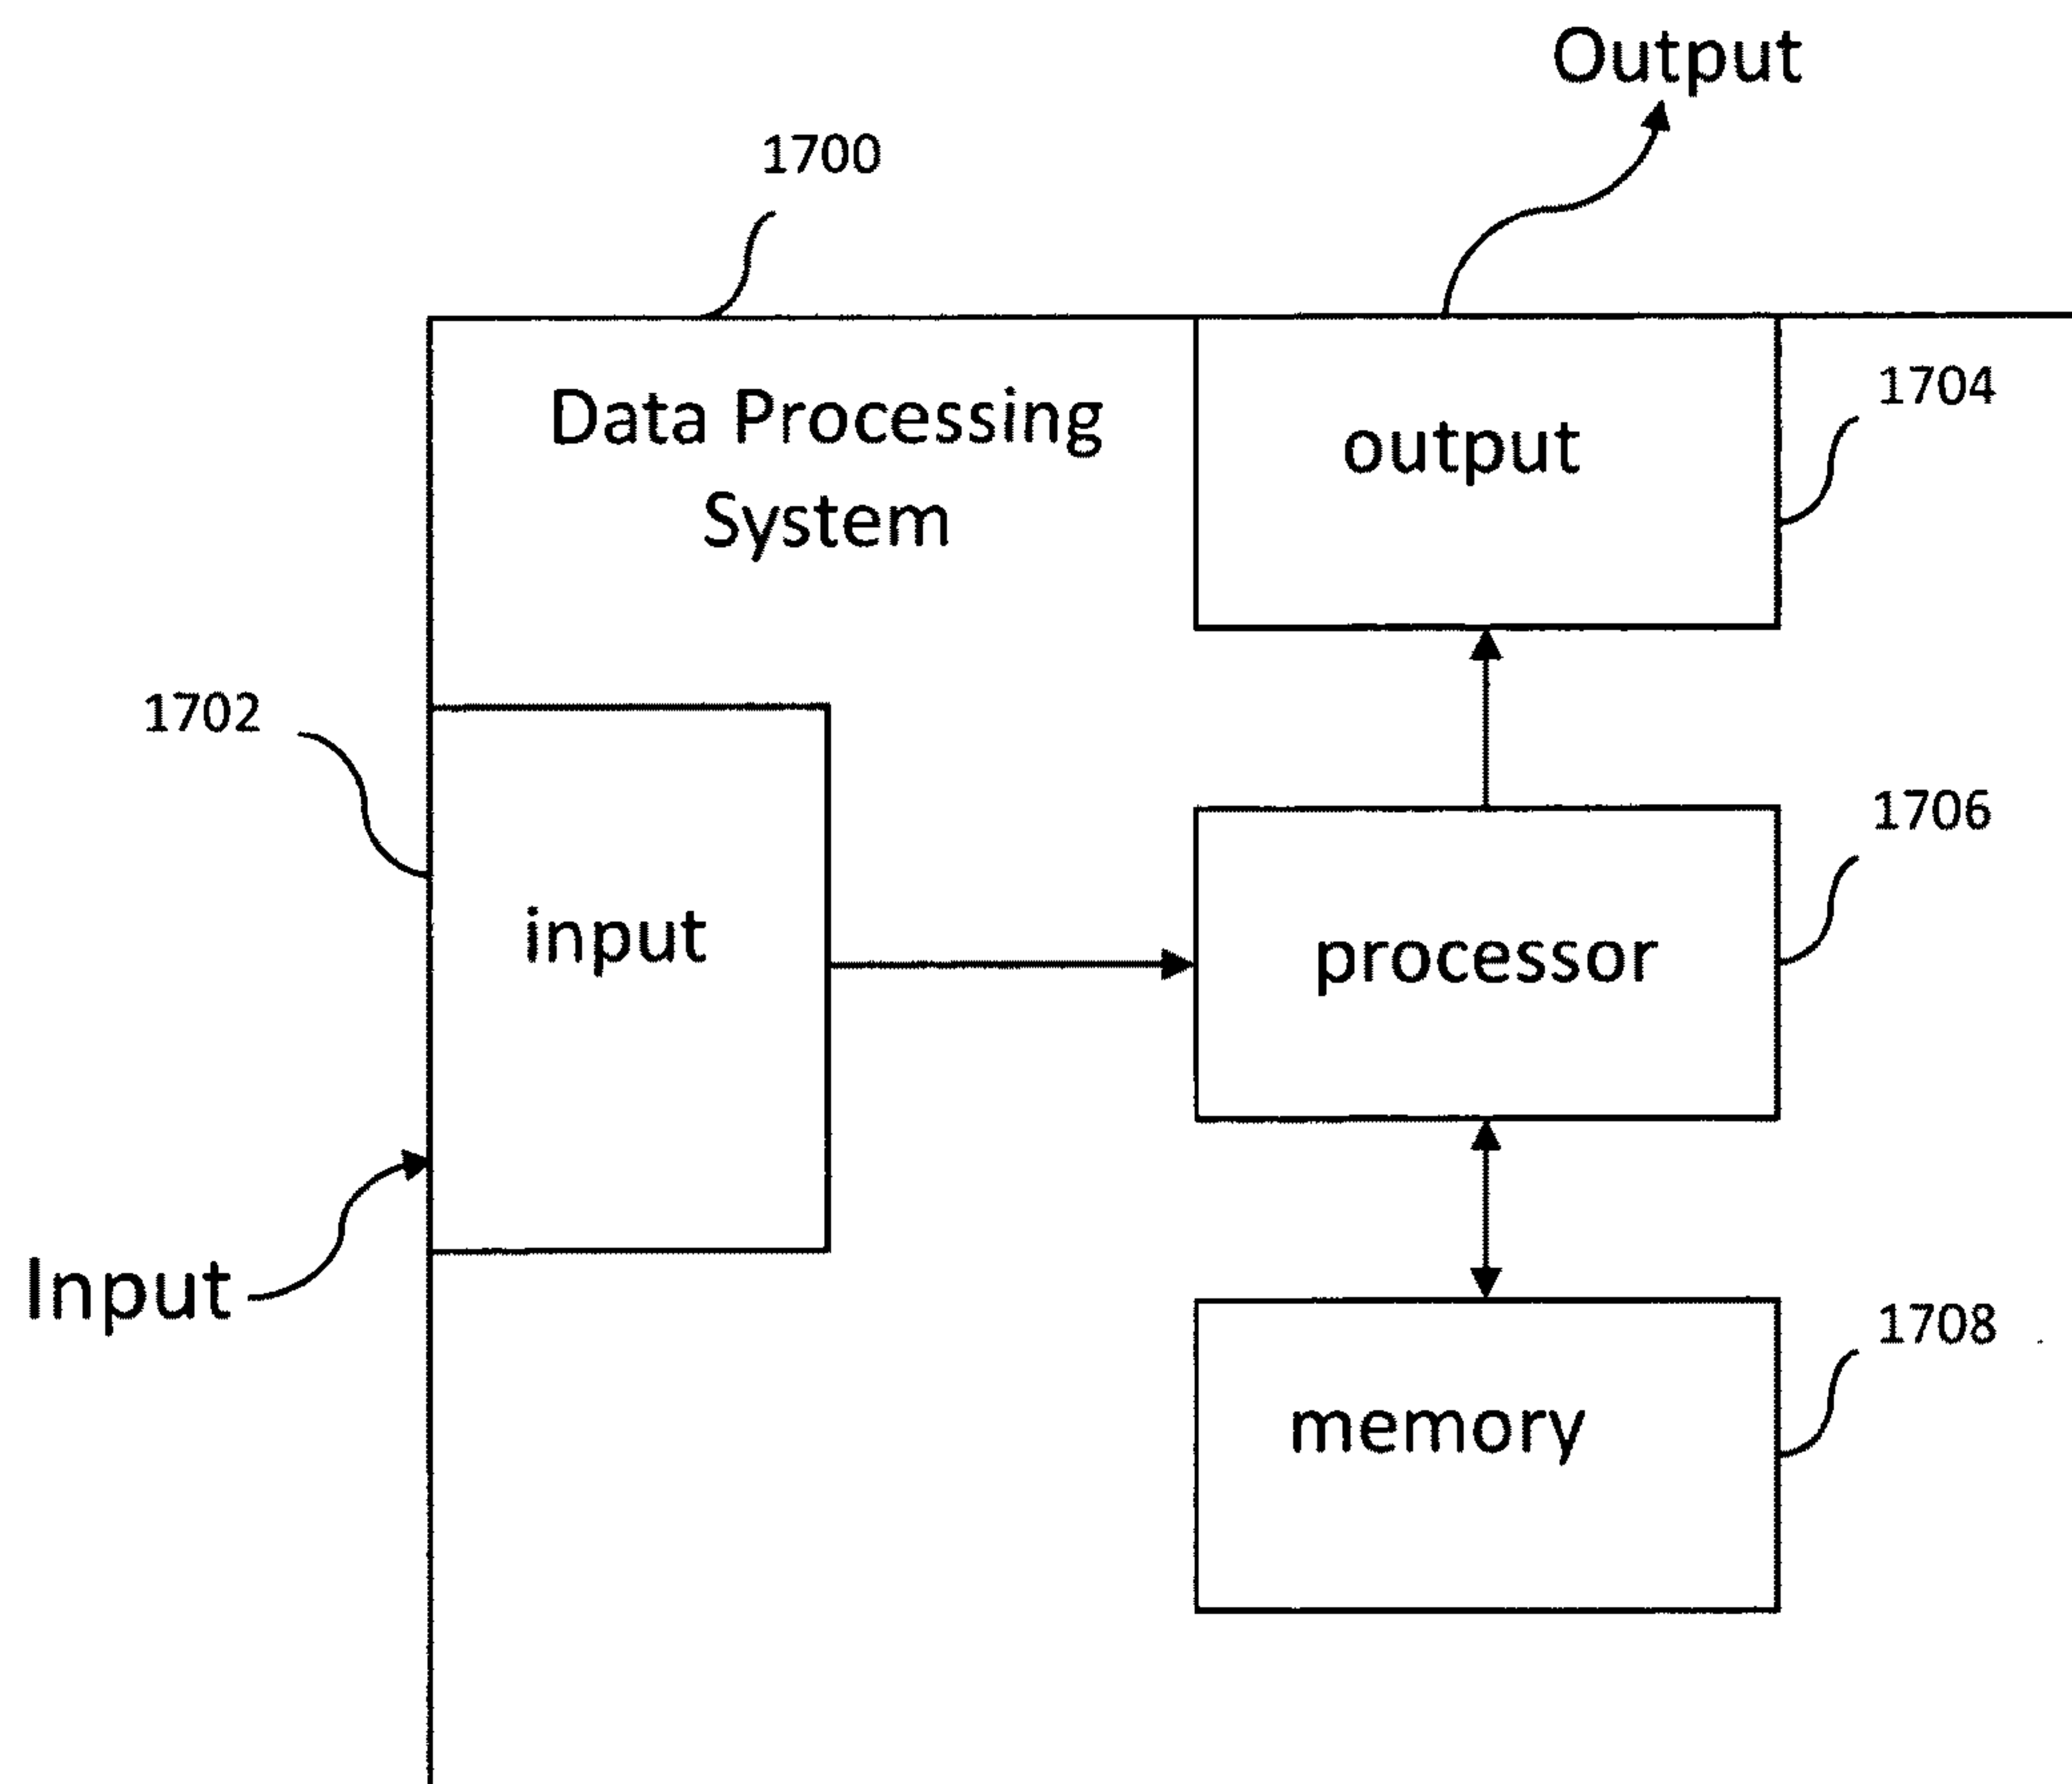 Output
1700
Data Processing
System
output
1704
1702
input
processor
1706
Input
memory
1708